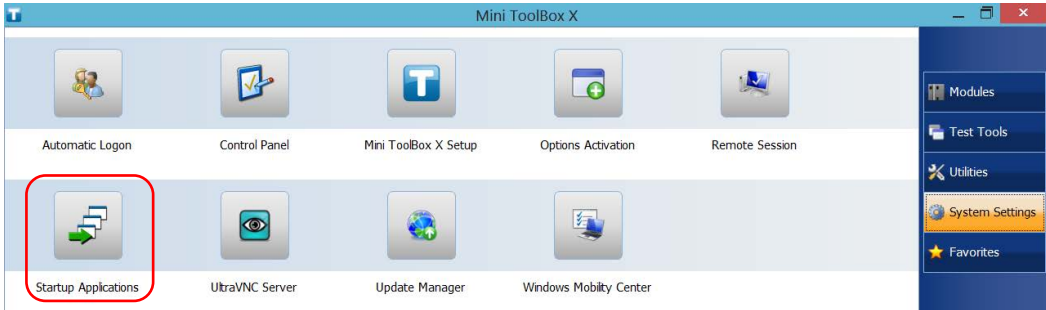 Mini ToolBox X
Automatic Logon
Control Panel
Mini ToolBox X Setup
Options Activation
Remote Session
Startup Applications
UltraVNC Server
Update Manager
Windows Mobility Center
Modules
Test Tools
Utilities
System Settings
Favorites